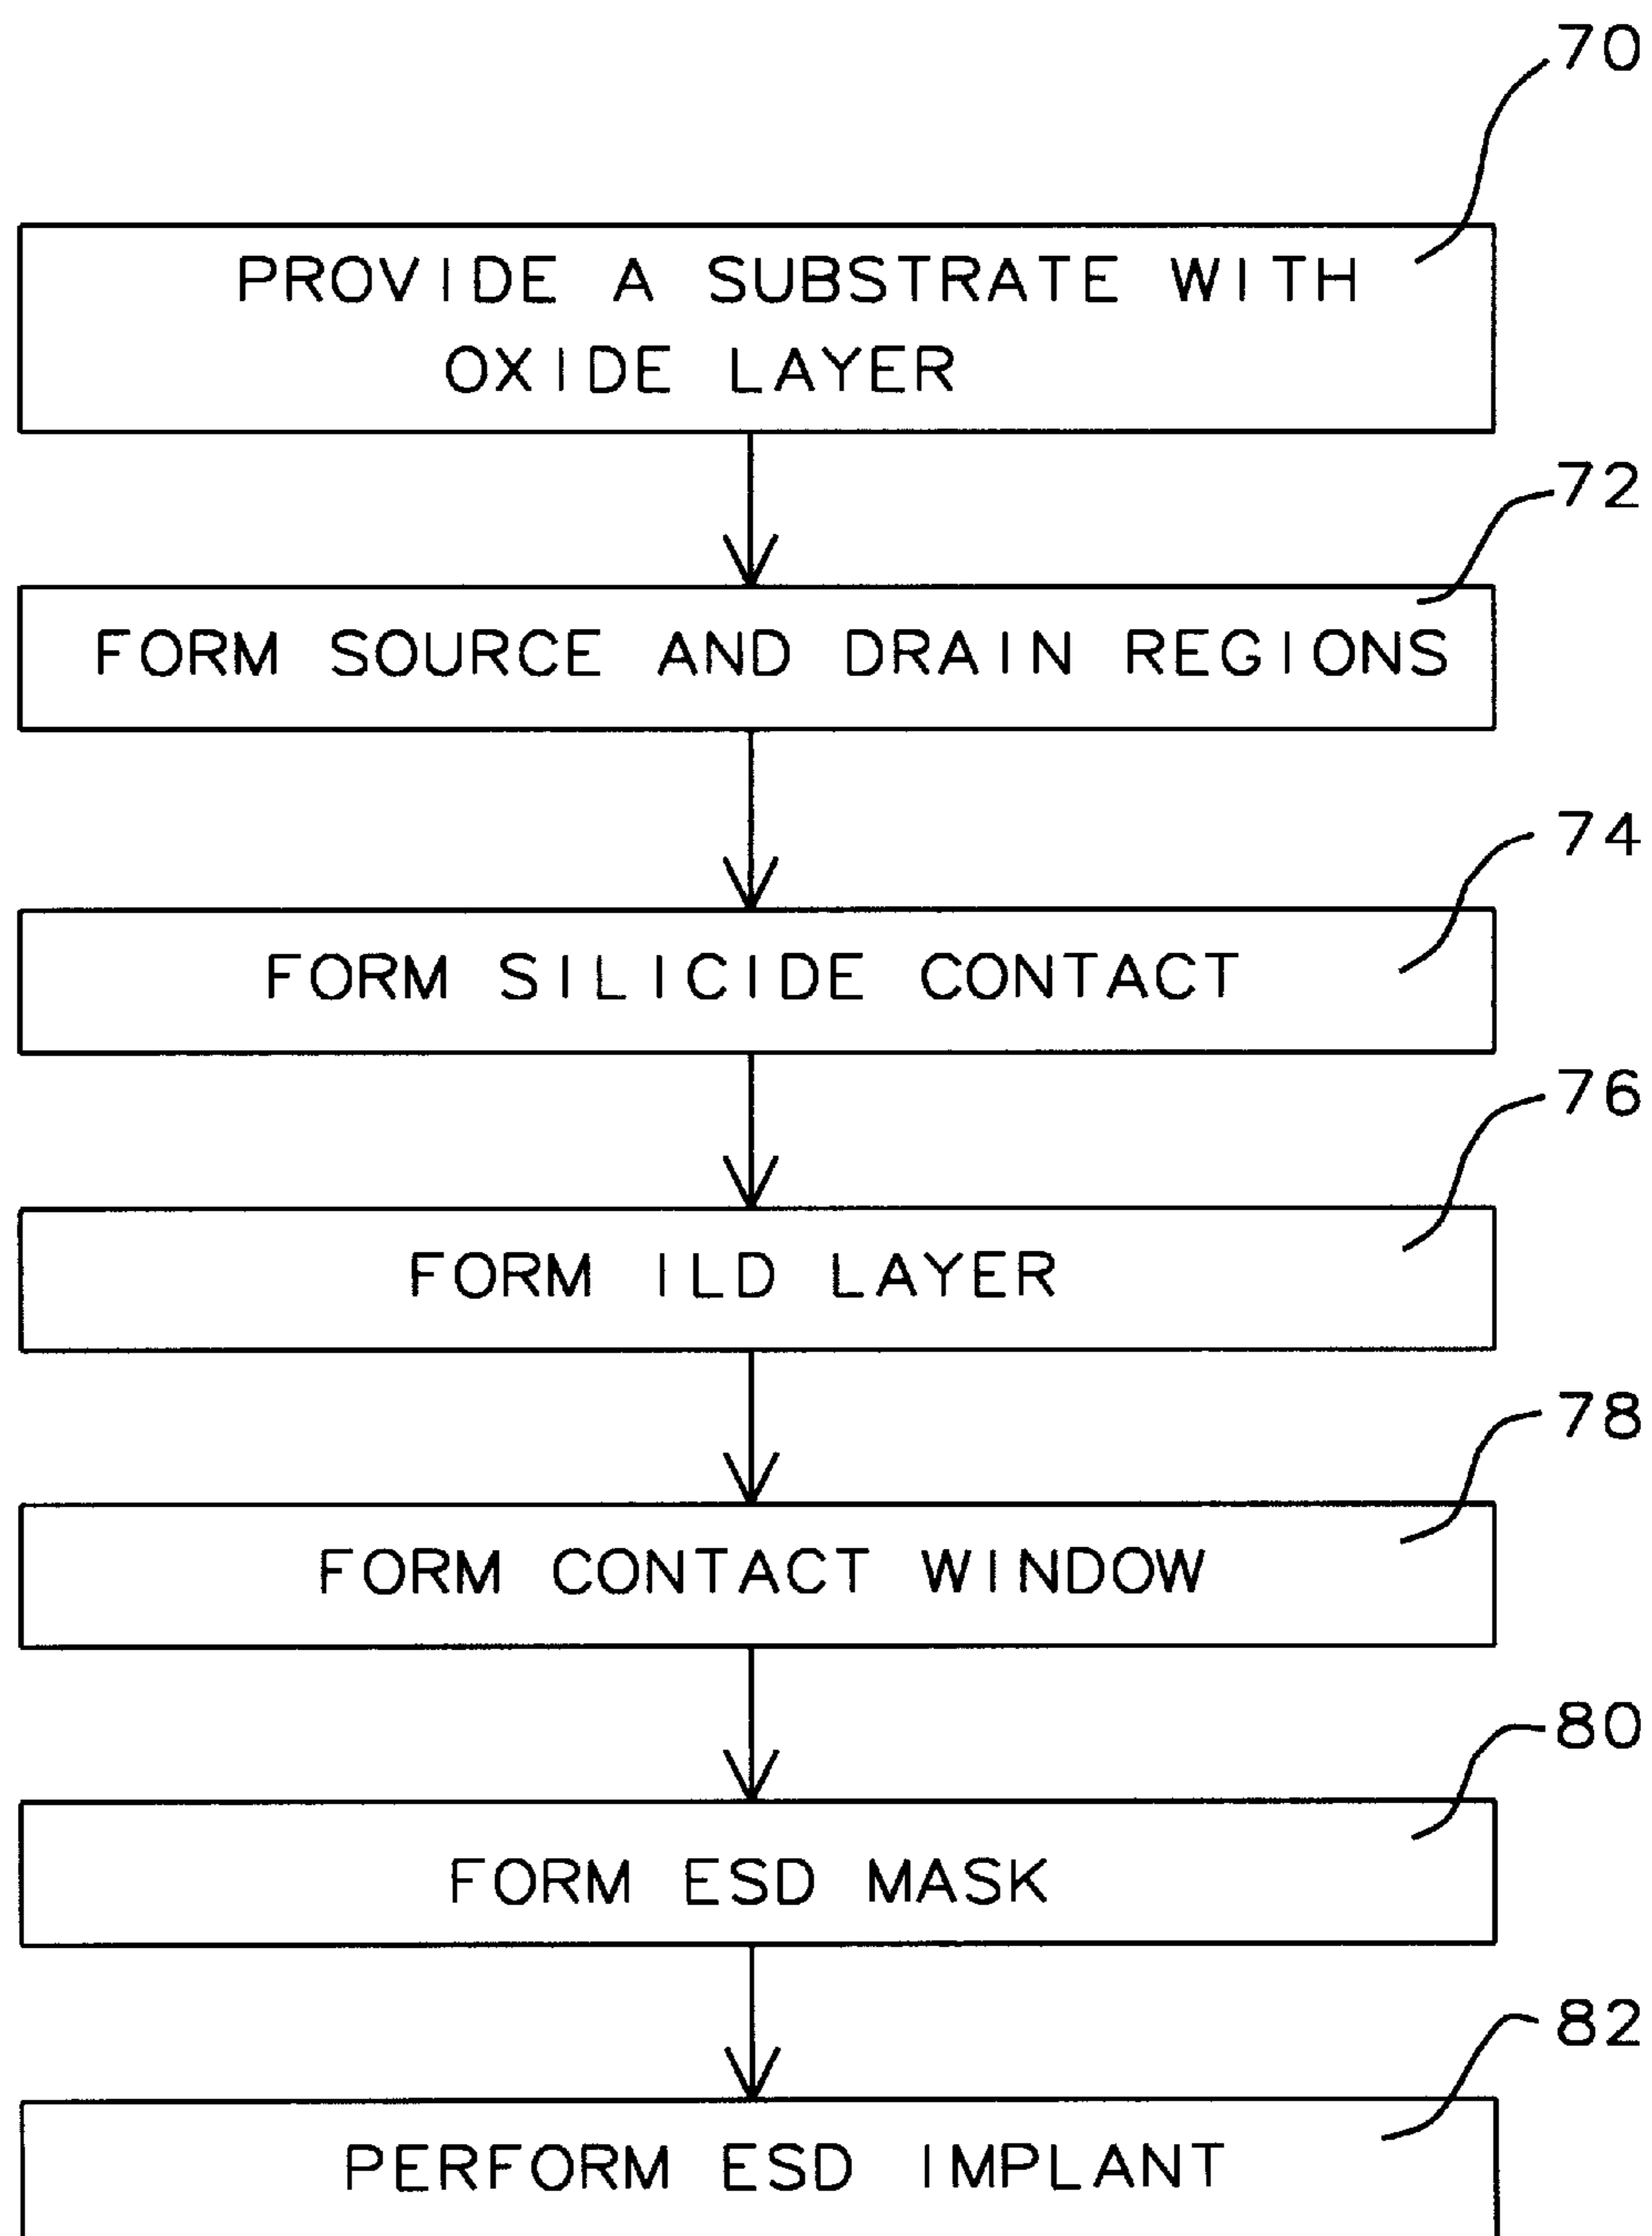 70
PROVIDE A SUBSTRATE WITH
OXIDE LAYER
72
FORM SOURCE AND DRAIN REGIONS
74
FORM SILICIDE CONTACT
76
FORM ILD LAYER
78
FORM CONTACT WINDOW
80
FORM ESD MASK
82
PERFORM ESD IMPLANT